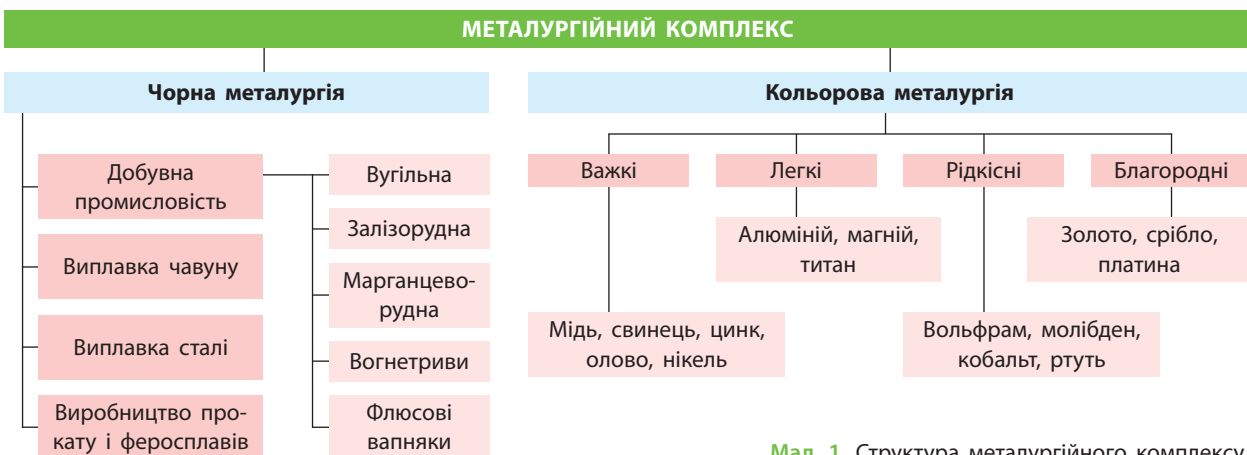 МЕТАЛУРГІЙНИЙ КОМПЛЕКС
Чорна металургія
Добувна
промисловість
Виплавка чавуну
Виплавка сталі
Виробництво про-
кату і феросплавів
Вугільна
Залізорудна
Марганцево-
рудна
Вогнетриви
Флюсові
вапняки
Кольорова металургія
Важкі
Легкі
Рідкісні
Благородні
Алюміній, магній,
титан
Золото, срібло,
платина
Мідь, свинець, цинк,
олово, нікель
Вольфрам, молібден,
кобальт, ртуть
Мал. 1. Структура металургійного комплексу